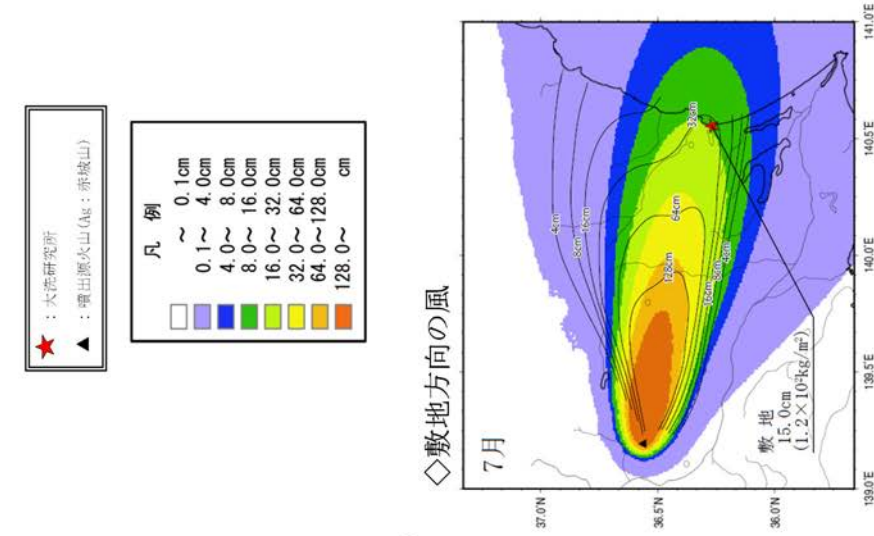 ：大洗研究所
：噴出源火山(Ag：赤城山)
凡 例
～ 0.1cm
0.1～ 4.0cm
4.0～ 8.0cm
8.0～ 16.0cm
16.0～ 32.0cm
32.0～ 64.0cm
64.0～128.0cm
128.0～ cm
◇敷地方向の風
7月
37.0˚N
36.5˚N
36.0˚N
4cm
8cm
16cm
32cm
64cm
128cm
16cm
8cm
4cm
敷 地
15.0cm
(1.2×10²kg/m²)
139.0˚E
139.5˚E
140.0˚E
140.5˚E
141.0˚E